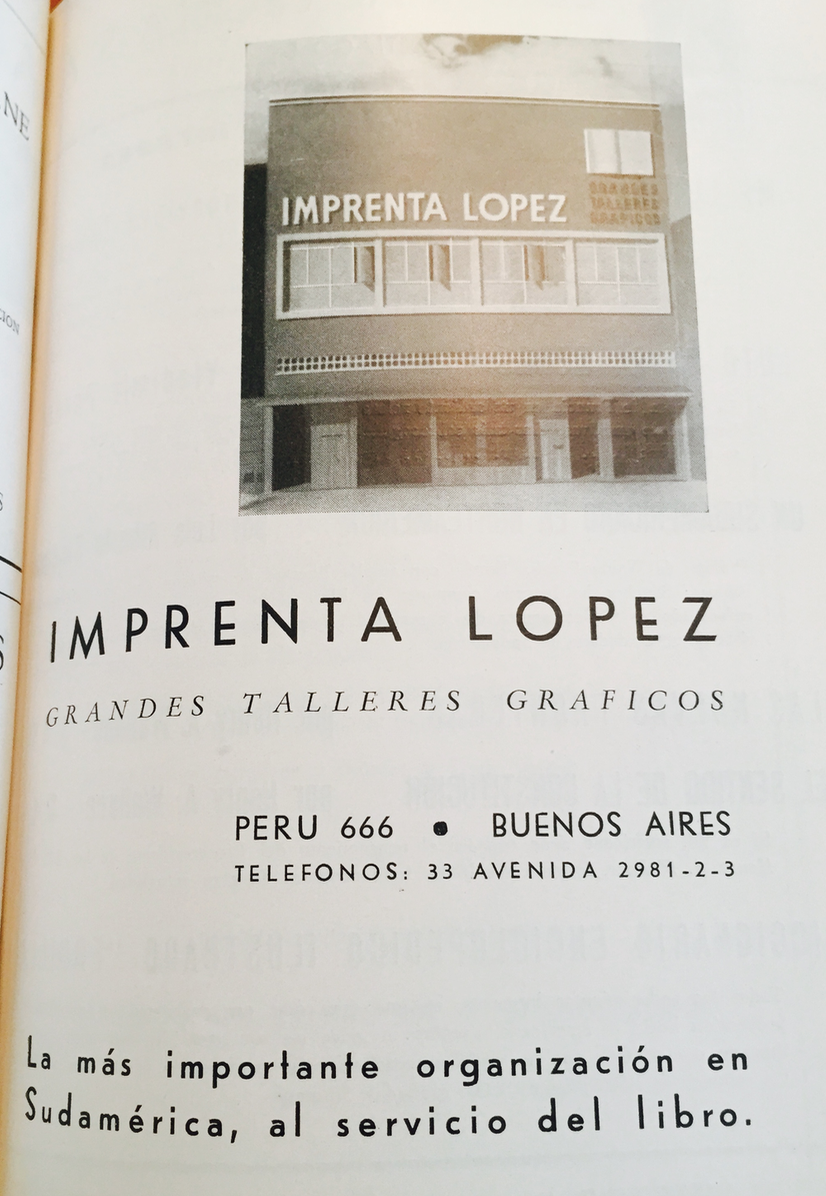 IMPRENTA LOPEZ
GRANDES
TALLERES
GRAFICOS
IMPRENTA LOPEZ
GRANDES TALLERES GRAFICOS
PERU 666 • BUENOS AIRES
TELEFONOS: 33 AVENIDA 2981-2-3
La más importante organización en
Sudamérica, al servicio del libro.